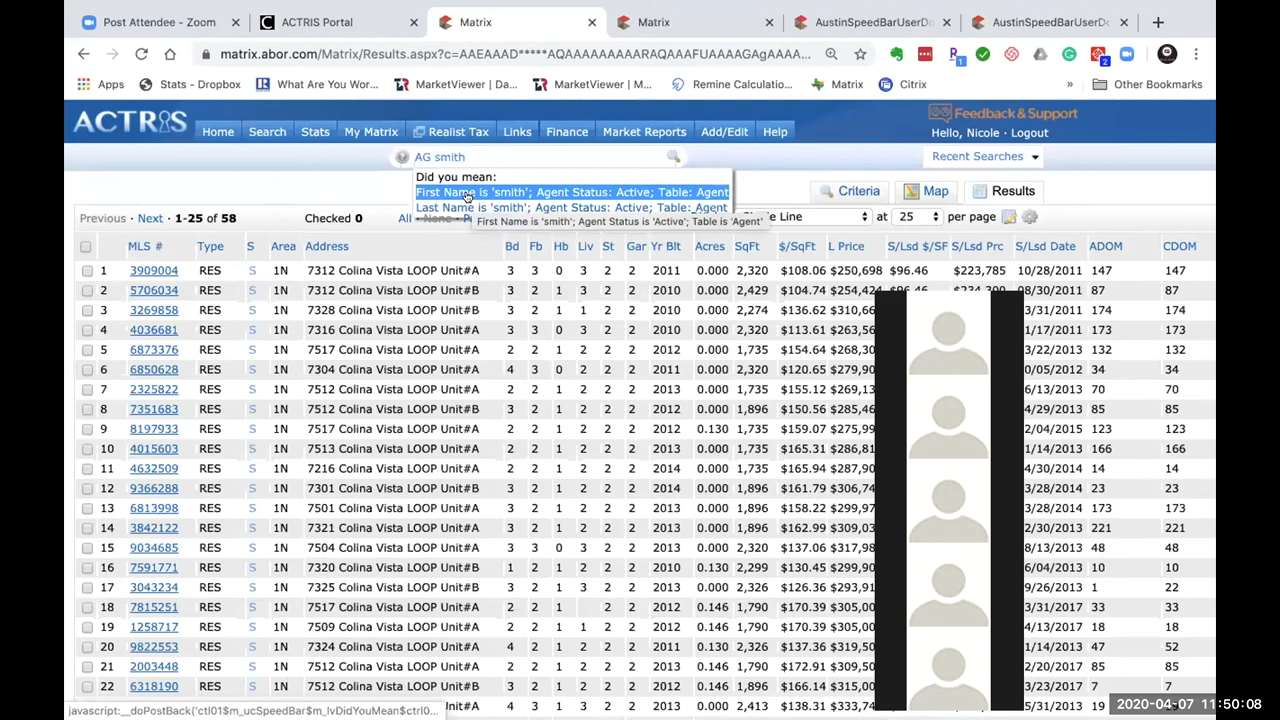 Post Attendee - Zoom
ACTRIS Portal
Matrix
Matrix
AustinSpeedBarUserDo
AustinSpeedBarUserDo
matrix.abor.com/Matrix/Results.aspx?c=AAEAAAD*****AQAAAAAAAAARAQAAAFUAAAAGAgAAAA...
Apps
Stats - Dropbox
What Are You Wor...
MarketViewer | Da...
MarketViewer | M...
Remine Calculatio...
Matrix
Citrix
»
Other Bookmarks
ACTRIS
Feedback & Support
Home Search Stats My Matrix Realist Tax Links Finance Market Reports Add/Edit Help
Hello, Nicole · Logout
AG smith
Recent Searches
Did you mean:
First Name is 'smith'; Agent Status: Active; Table: Agent
Last Name is 'smith'; Agent Status: Active; Table: Agent
First Name is 'smith'; Agent Status is 'Active'; Table is 'Agent'
Criteria Map Results
Previous · Next · 1-25 of 58 Checked 0 All · None · Line at 25 per page
MLS # Type S Area Address Bd Fb Hb Liv St Gar Yr Blt Acres SqFt $/SqFt L Price S/Lsd $/SF S/Lsd Prc S/Lsd Date ADOM CDOM
1 3909004 RES S 1N 7312 Colina Vista LOOP Unit#A 3 3 0 3 2 2 2011 0.000 2,320 $108.06 $250,698 $96.46 $223,785 10/28/2011 147 147
2 5706034 RES S 1N 7300 Colina Vista LOOP Unit#B 3 2 1 3 2 2 2010 0.000 2,429 $104.74 $254,424 $96.46 $234,300 08/30/2011 87 87
3 3269858 RES S 1N 7328 Colina Vista LOOP Unit#B 3 2 1 1 2 2 2010 0.000 2,274 $136.62 $310,66 3/31/2011 174 174
4 4036681 RES S 1N 7316 Colina Vista LOOP Unit#A 3 3 0 3 2 2 2010 0.000 2,320 $113.61 $263,56 1/17/2011 173 173
5 6873376 RES S 1N 7517 Colina Vista LOOP Unit#A 2 2 1 2 2 2 2012 0.000 1,735 $154.64 $268,30 3/22/2013 132 132
6 6850628 RES S 1N 7309 Colina Vista LOOP Unit#A 4 3 0 2 2 2 2011 0.000 2,320 $120.65 $279,90 0/05/2012 34 34
7 2325822 RES S 1N 7504 Colina Vista LOOP Unit#A 2 2 1 2 2 2 2013 0.000 1,735 $155.12 $269,13 6/13/2013 70 70
8 7351683 RES S 1N 7512 Colina Vista LOOP Unit#B 3 2 1 2 2 2 2012 0.000 1,896 $150.56 $285,46 4/29/2013 85 85
9 8197933 RES S 1N 7516 Colina Vista LOOP Unit#B 3 2 1 2 2 2 2012 0.130 1,896 $159.07 $275,99 2/04/2015 123 123
10 4015603 RES S 1N 7517 Colina Vista LOOP Unit#A 2 2 1 2 2 2 2013 0.000 1,735 $165.31 $286,81 1/14/2013 166 166
11 4632509 RES S 1N 7216 Colina Vista LOOP Unit#A 2 2 1 2 2 2 2014 0.000 1,735 $165.94 $287,90 4/30/2014 14 14
12 9366288 RES S 1N 7301 Colina Vista LOOP Unit#B 3 2 1 2 2 2 2014 0.000 1,896 $161.79 $306,74 3/28/2014 23 23
13 6813998 RES S 1N 7501 Colina Vista LOOP Unit#B 3 2 1 2 2 2 2013 0.000 1,896 $158.22 $299,97 1/04/2013 173 173
14 3842122 RES S 1N 7321 Colina Vista LOOP Unit#B 3 2 1 2 2 2 2013 0.000 1,896 $162.99 $309,03 2/30/2013 221 221
15 9034685 RES S 1N 7504 Colina Vista LOOP Unit#B 3 3 0 3 2 2 2013 0.000 2,320 $137.06 $317,98 8/13/2013 48 48
16 7591771 RES S 1N 7320 Colina Vista LOOP Unit#B 3 2 1 2 2 2 2010 0.130 2,299 $130.45 $299,90 6/04/2013 10 10
17 3043234 RES S 1N 7300 Colina Vista LOOP Unit#B 3 2 1 3 2 2 2013 0.000 2,332 $126.36 $293,91 9/26/2013 1 22
18 7815251 RES S 1N 7517 Colina Vista LOOP Unit#A 2 2 1 2 2 2012 0.146 1,790 $170.39 $305,00 3/31/2017 33 33
19 1258717 RES S 1N 7509 Colina Vista LOOP Unit#A 2 2 1 1 2 2 2012 0.146 1,790 $170.39 $305,00 4/13/2017 18 18
20 9822553 RES S 1N 7321 Colina Vista LOOP Unit#A 4 2 1 2 2 2 2011 0.130 2,326 $137.36 $319,50 1/14/2013 47 52
21 2003448 RES S 1N 7512 Colina Vista LOOP Unit#A 2 2 1 2 2 2 2013 0.146 1,790 $172.91 $309,50 2/20/2017 85 85
22 6318190 RES S 1N 7512 Colina Vista LOOP Unit#B 3 2 1 2 2 2 2012 0.146 1,896 $166.14 $315,00 3/23/2017 7 7
2,413 $138.31 $333,74 19
javascript:__doPostBack('ctl01$m_ucSpeedBar$m_lvDidYouMean$ctrl0...
2020-04-07 11:50:08